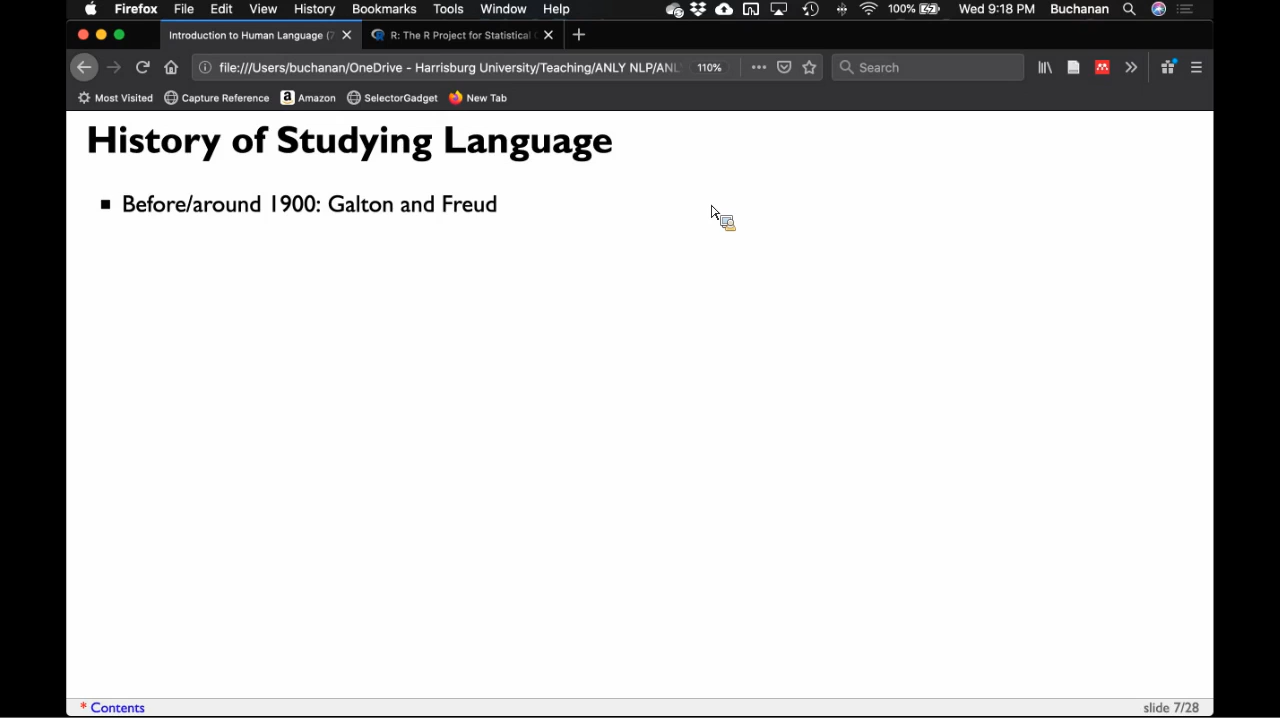 Firefox File Edit View History Bookmarks Tools Window Help 100% Wed 9:18 PM Buchanan
Introduction to Human Language (7 R: The R Project for Statistical C
file:///Users/buchanan/OneDrive - Harrisburg University/Teaching/ANLY NLP/ANL 110% Search
Most Visited Capture Reference Amazon SelectorGadget New Tab
History of Studying Language
Before/around 1900: Galton and Freud
* Contents slide 7/28